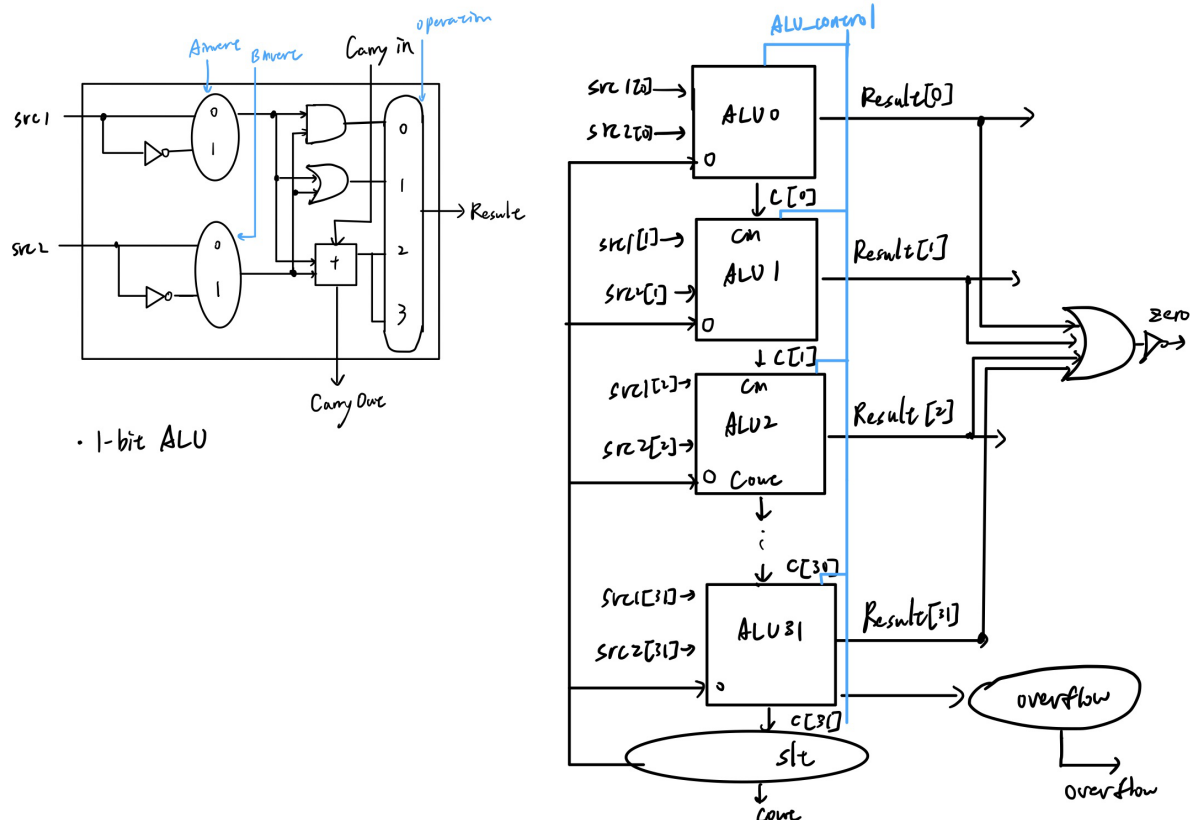 Ainvert
Binvert
Carry in
operation
src1
0
1
0
1
Result
src2
0
1
+
2
3
Carry Out
· 1-bit ALU
ALU_control
src1[0]
src2[0]
ALU0
0
Result[0]
C[0]
src1[1]
src2[1]
Cin
ALU1
0
Result[1]
C[1]
src1[2]
src2[2]
Cin
ALU2
0 Cout
Result[2]
zero
C[30]
src1[31]
src2[31]
ALU31
0
Result[31]
C[31]
overflow
slt
overflow
Cout